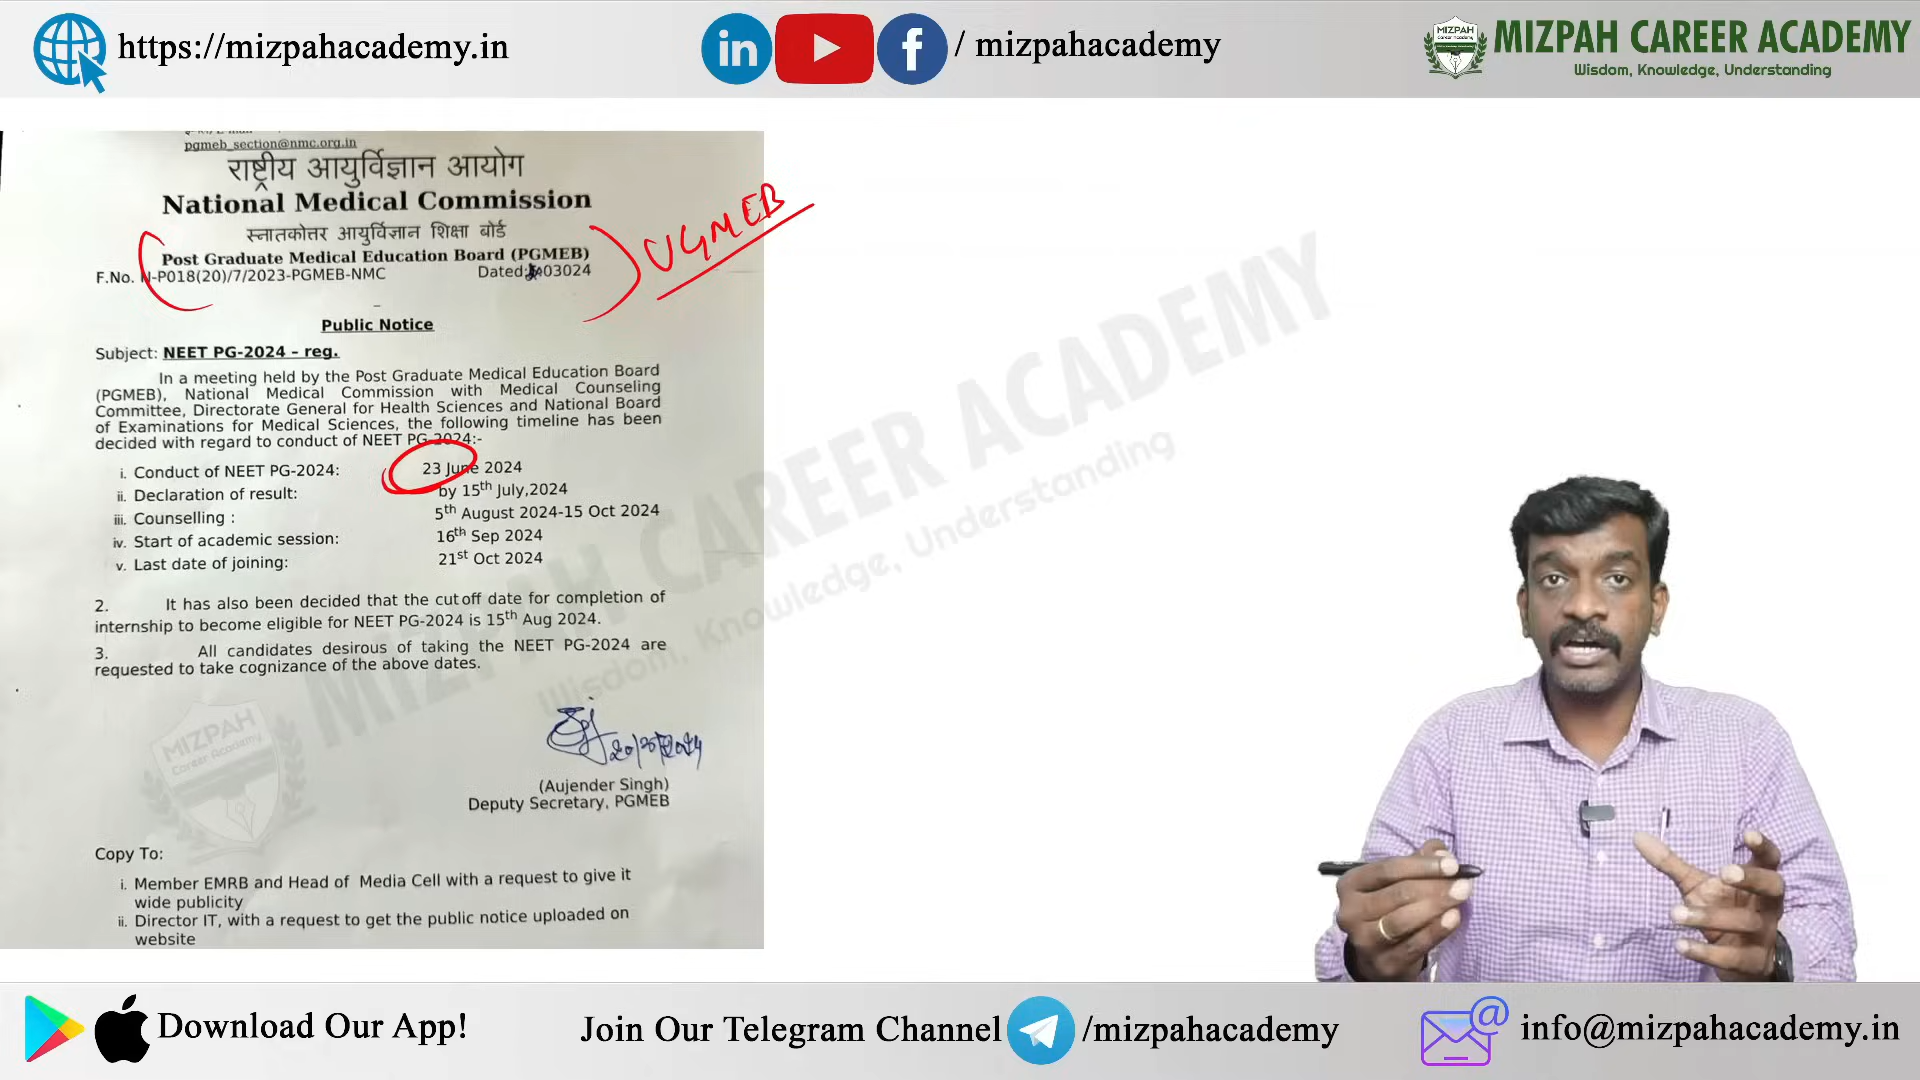 https://mizpahacademy.in
in
f
/ mizpahacademy
MIZPAH
Career Academy
MIZPAH CAREER ACADEMY
Wisdom, Knowledge, Understanding
pgmeb_section@nmc.org.in
राष्ट्रीय आयुर्विज्ञान आयोग
National Medical Commission
स्नातकोत्तर आयुर्विज्ञान शिक्षा बोर्ड
Post Graduate Medical Education Board (PGMEB)
UGMEB
F.No. N-P018(20)/7/2023-PGMEB-NMC Dated: 03024
Public Notice
Subject: NEET PG-2024 – reg.
In a meeting held by the Post Graduate Medical Education Board
(PGMEB), National Medical Commission with Medical Counseling
Committee, Directorate General for Health Sciences and National Board
of Examinations for Medical Sciences, the following timeline has been
decided with regard to conduct of NEET PG-2024:-
i. Conduct of NEET PG-2024: 23 June 2024
ii. Declaration of result: by 15th July,2024
iii. Counselling : 5th August 2024-15 Oct 2024
iv. Start of academic session: 16th Sep 2024
v. Last date of joining: 21st Oct 2024
2. It has also been decided that the cutoff date for completion of
internship to become eligible for NEET PG-2024 is 15th Aug 2024.
3. All candidates desirous of taking the NEET PG-2024 are
requested to take cognizance of the above dates.
(Aujender Singh)
Deputy Secretary, PGMEB
Copy To:
i. Member EMRB and Head of Media Cell with a request to give it
wide publicity
ii. Director IT, with a request to get the public notice uploaded on
website
MIZPAH CAREER ACADEMY
Wisdom, Knowledge, Understanding
MIZPAH
Career Academy
Download Our App!
Join Our Telegram Channel /mizpahacademy
@ info@mizpahacademy.in